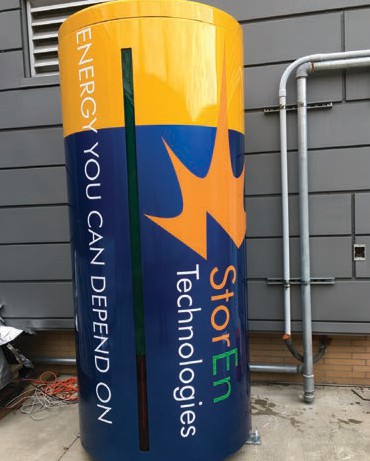 ENERGY YOU CAN DEPEND ON
StorEn
Technologies